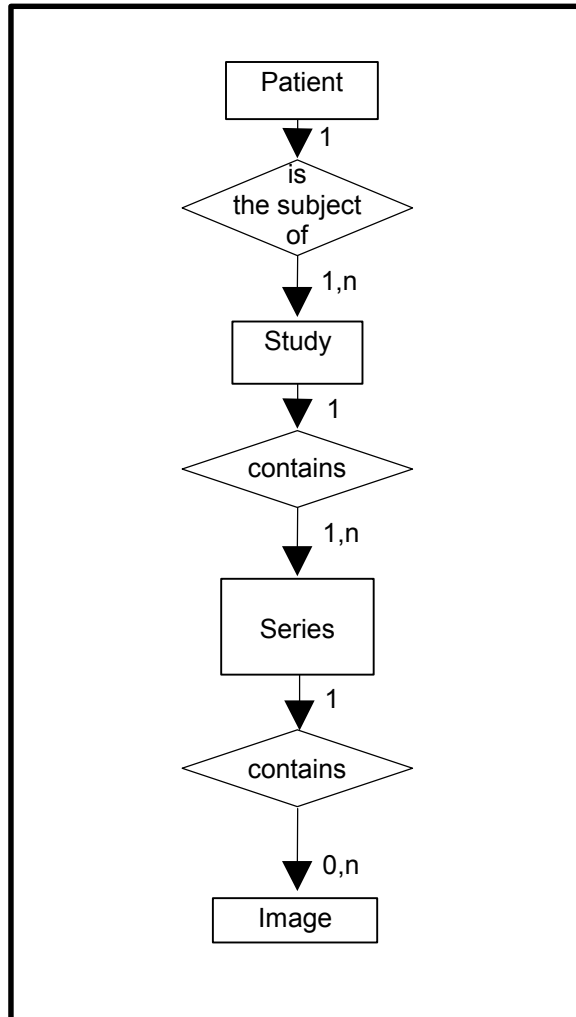 Patient
1
is
the subject
of
1,n
Study
1
contains
1,n
Series
1
contains
0,n
Image